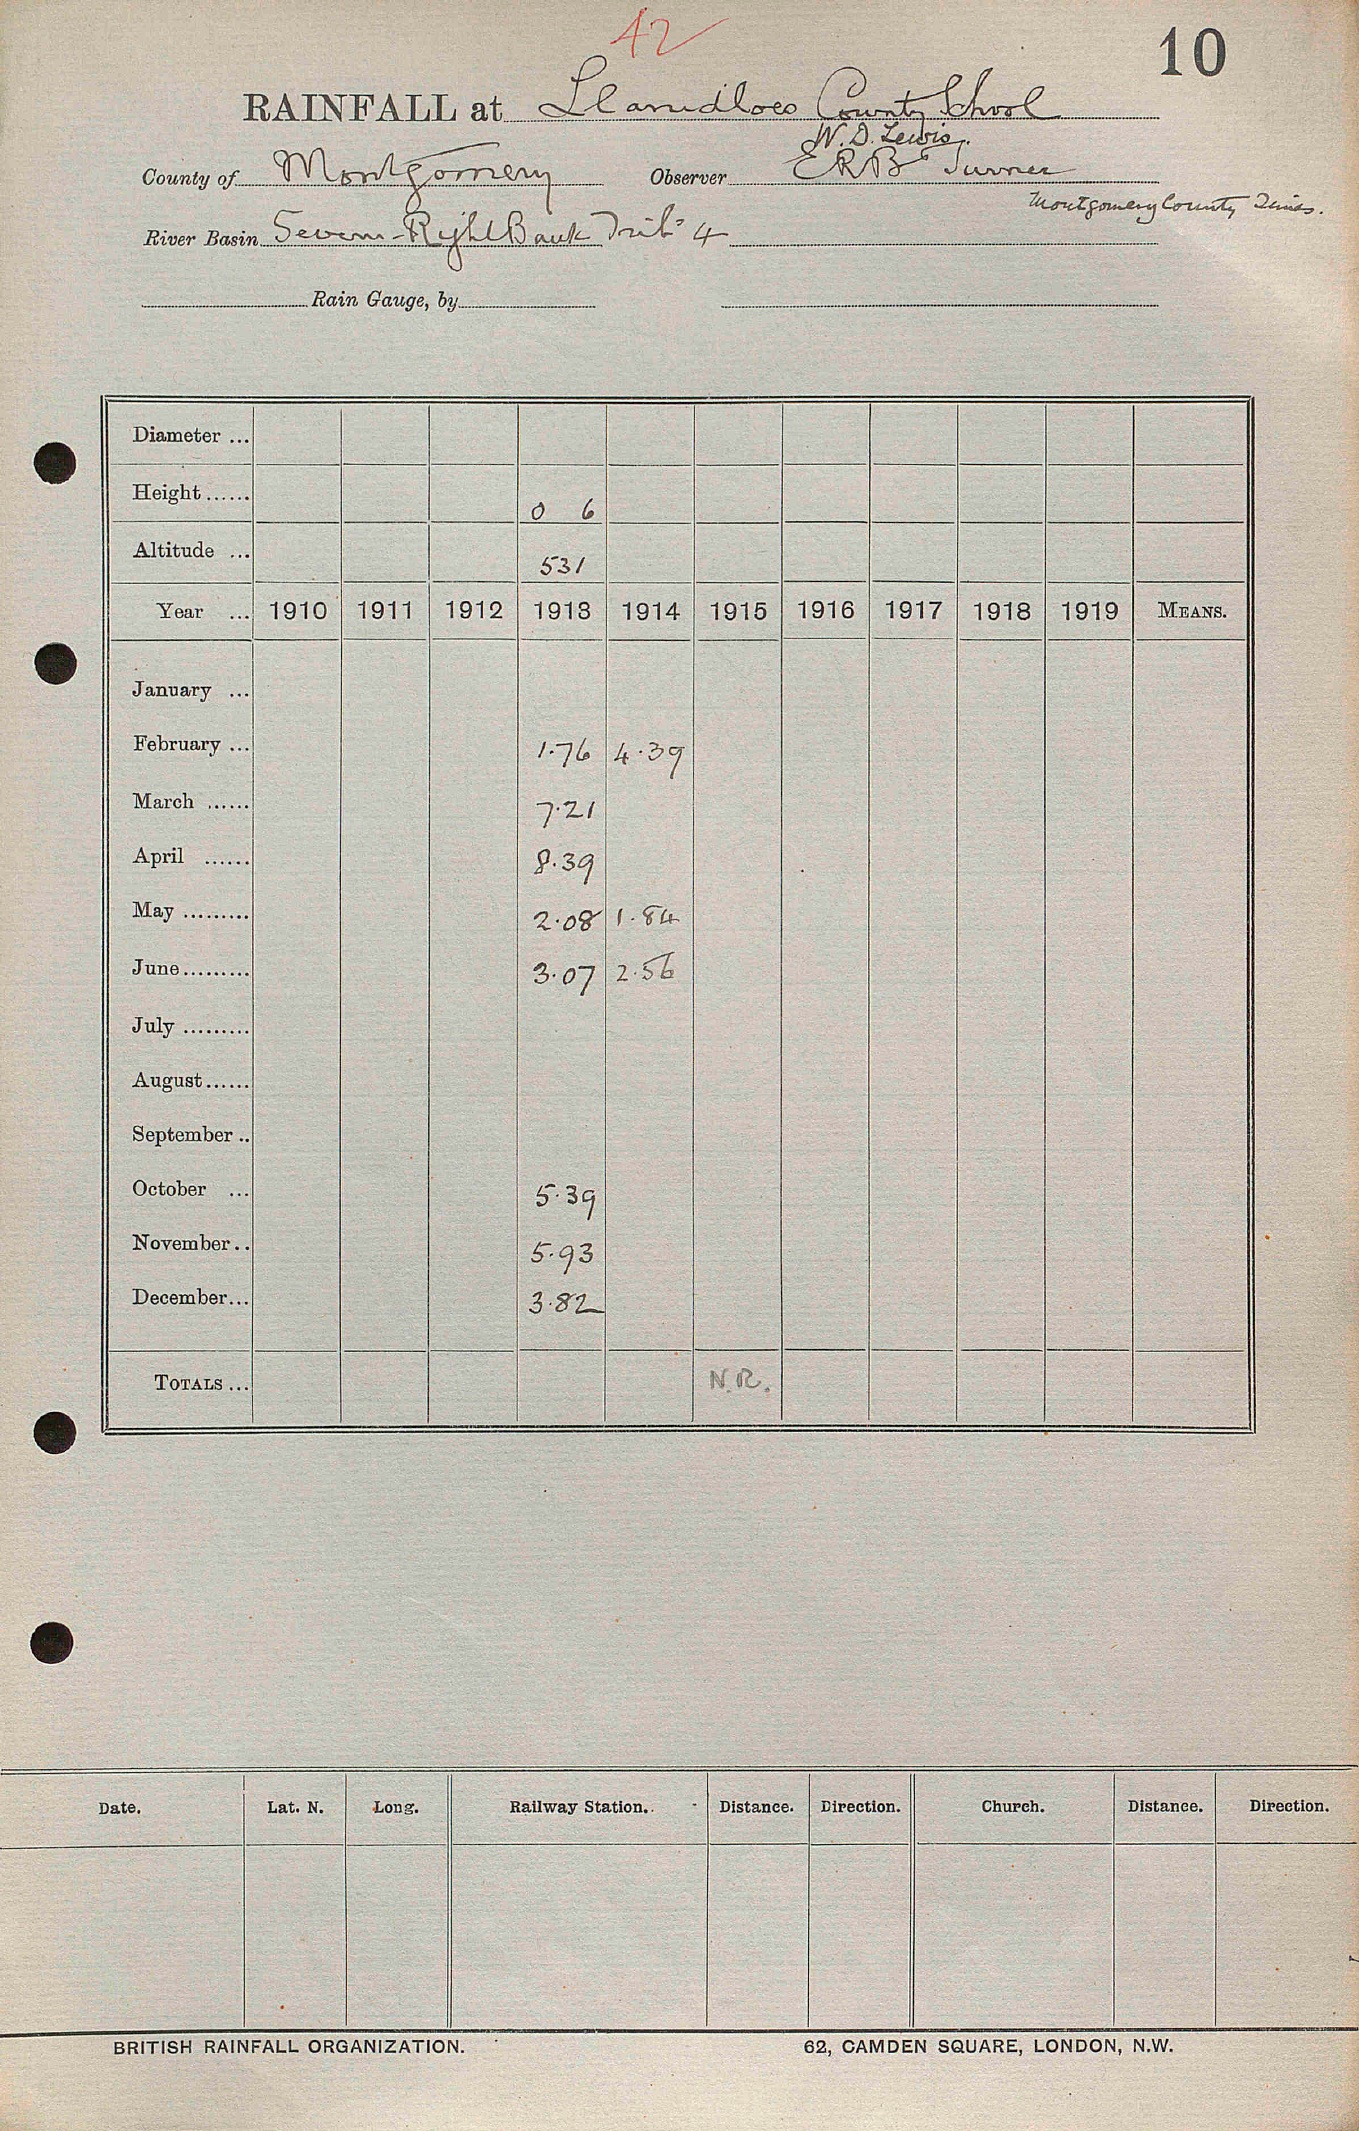 42
10
RAINFALL at Llanidloes County School
W. D. Lewis.
County of Montgomery Observer E R B Turner
Montgomery County Times.
River Basin Severn - Right Bank Tribs 4
Rain Gauge, by
Diameter ...
Height ...... 0 6
Altitude ... 531
Year ... 1910 1911 1912 1913 1914 1915 1916 1917 1918 1919 MEANS.
January ...
February ... 1.76 4.39
March ...... 7.21
April ...... 8.39
May ......... 2.08 1.84
June ......... 3.07 2.56
July .........
August ......
September ..
October ... 5.39
November .. 5.93
December ... 3.82
TOTALS ... N.R.
Date. Lat. N. Long. Railway Station. Distance. Direction. Church. Distance. Direction.
BRITISH RAINFALL ORGANIZATION. 62, CAMDEN SQUARE, LONDON, N.W.